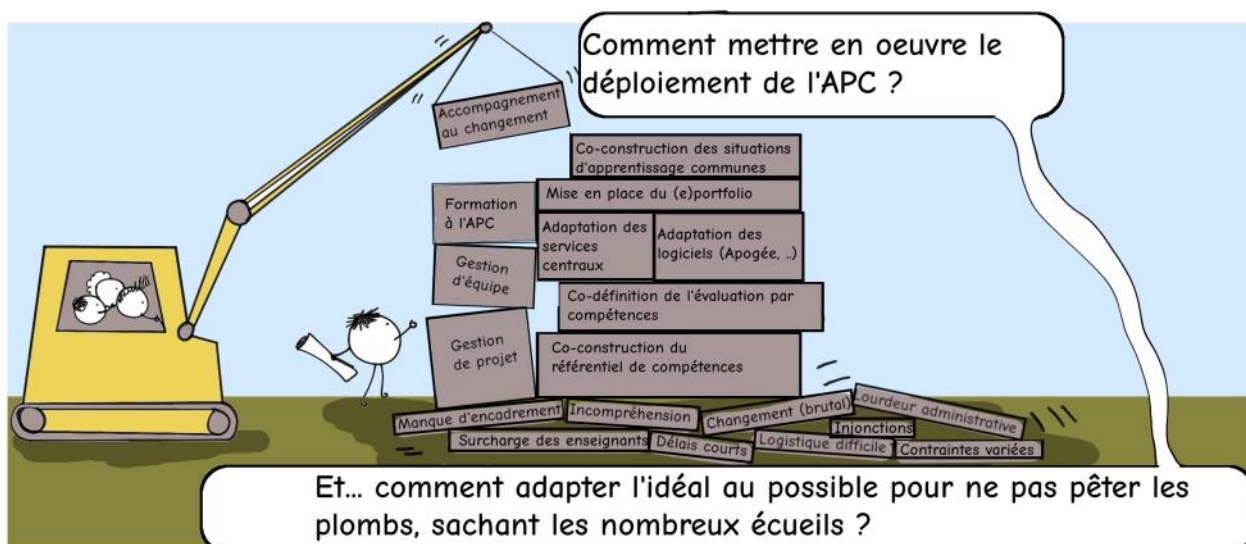 Comment mettre en oeuvre le
déploiement de l'APC ?
Accompagnement
au changement
Co-construction des situations
d'apprentissage communes
Mise en place du (e)portfolio
Formation
à l'APC
Adaptation des
services
centraux
Adaptation des
logiciels (Apogée, ..)
Gestion
d'équipe
Co-définition de l'évaluation par
compétences
Gestion
de projet
Co-construction du
référentiel de compétences
Manque d'encadrement
Incompréhension
Changement (brutal)
Lourdeur administrative
Injonctions
Surcharge des enseignants
Délais courts
Logistique difficile
Contraintes variées
Et... comment adapter l'idéal au possible pour ne pas pêter les
plombs, sachant les nombreux écueils ?